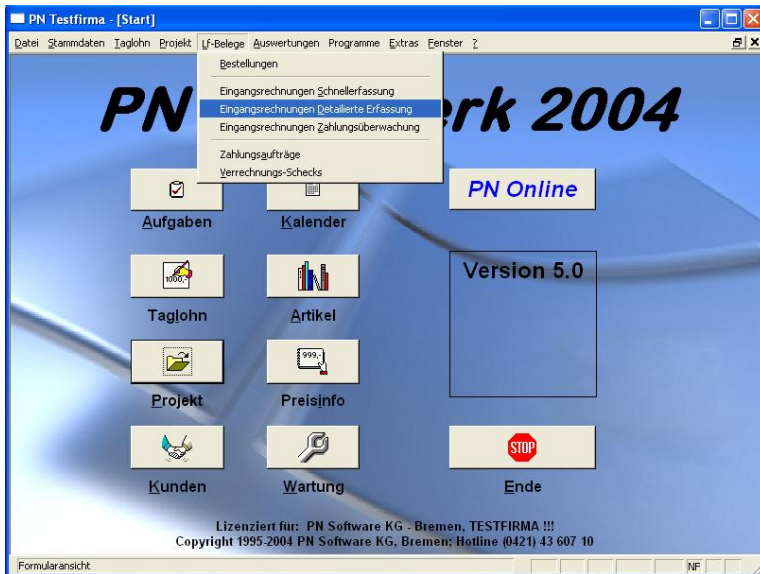 PN Testfirma - [Start]
Datei Stammdaten Taglohn Projekt Lf-Belege Auswertungen Programme Extras Fenster ?
Bestellungen
Eingangsrechnungen Schnellerfassung
Eingangsrechnungen Detailierte Erfassung
Eingangsrechnungen Zahlungsüberwachung
Zahlungsaufträge
Verrechnungs-Schecks
PN rk 2004
Aufgaben Kalender PN Online
1000,-
Taglohn Artikel Version 5.0
999,-
Projekt Preisinfo
STOP
Kunden Wartung Ende
Lizenziert für: PN Software KG - Bremen, TESTFIRMA !!!
Copyright 1995-2004 PN Software KG, Bremen; Hotline (0421) 43 607 10
Formularansicht NF